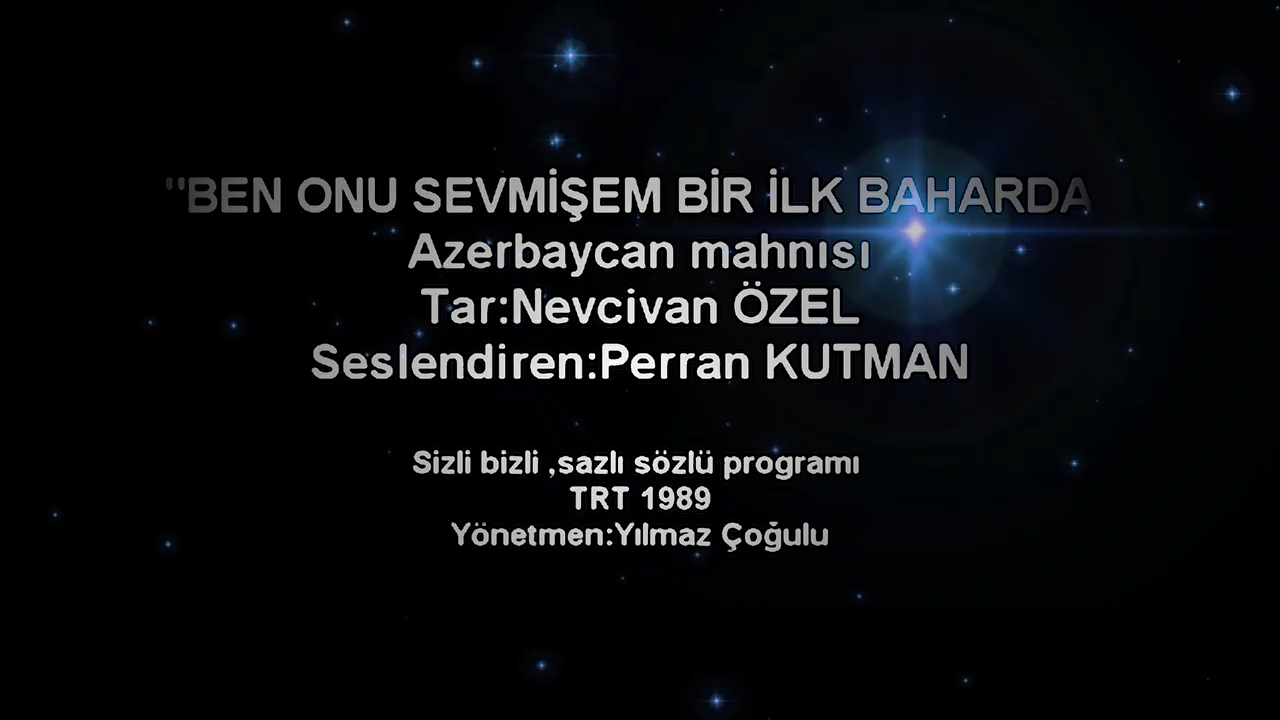 "BEN ONU SEVMİŞEM BİR İLK BAHARDA
Azerbaycan mahnısı
Tar:Nevcivan ÖZEL
Seslendiren:Perran KUTMAN
Sizli bizli ,sazlı sözlü programı
TRT 1989
Yönetmen:Yılmaz Çoğulu